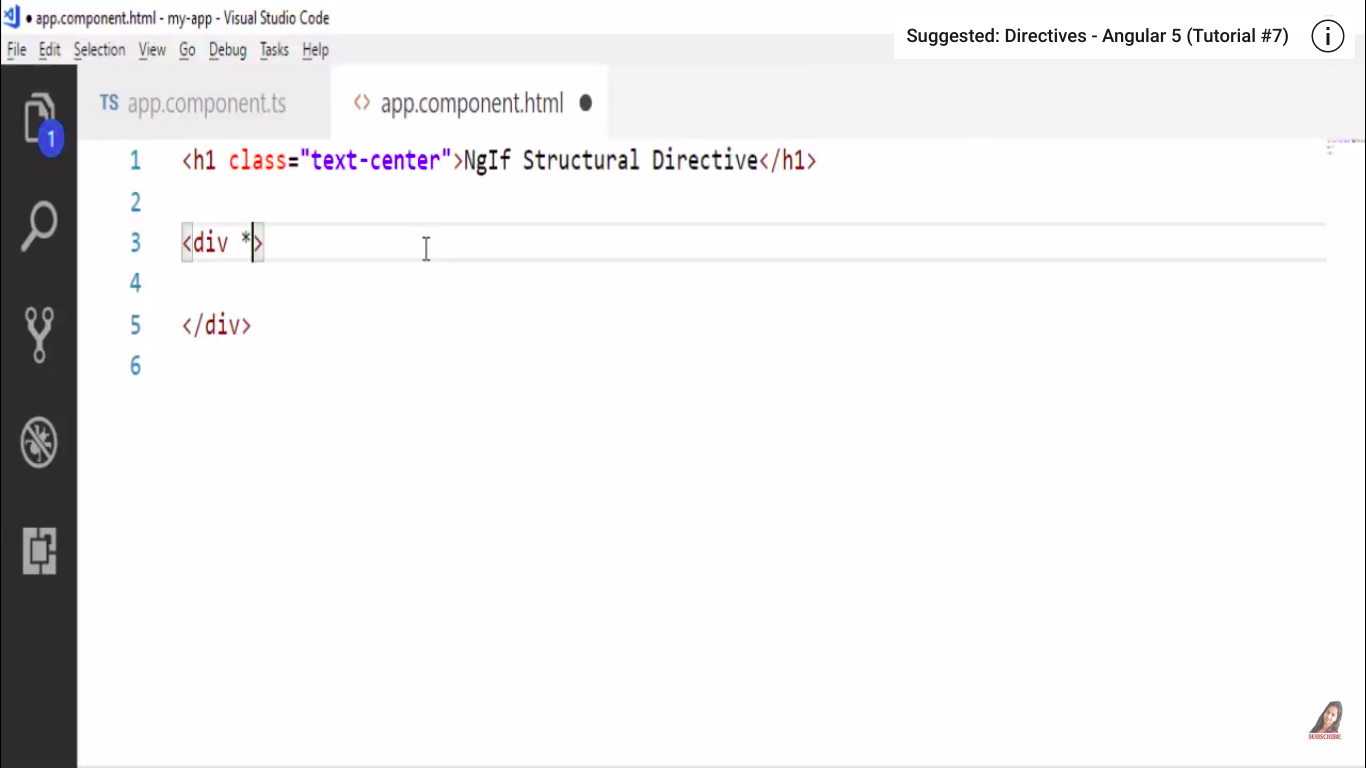 app.component.html - my-app - Visual Studio Code
File Edit Selection View Go Debug Tasks Help
Suggested: Directives - Angular 5 (Tutorial #7)
TS app.component.ts
<> app.component.html
1
1 <h1 class="text-center">NgIf Structural Directive</h1>
2
3 <div *>
4
5 </div>
6
SUBSCRIBE